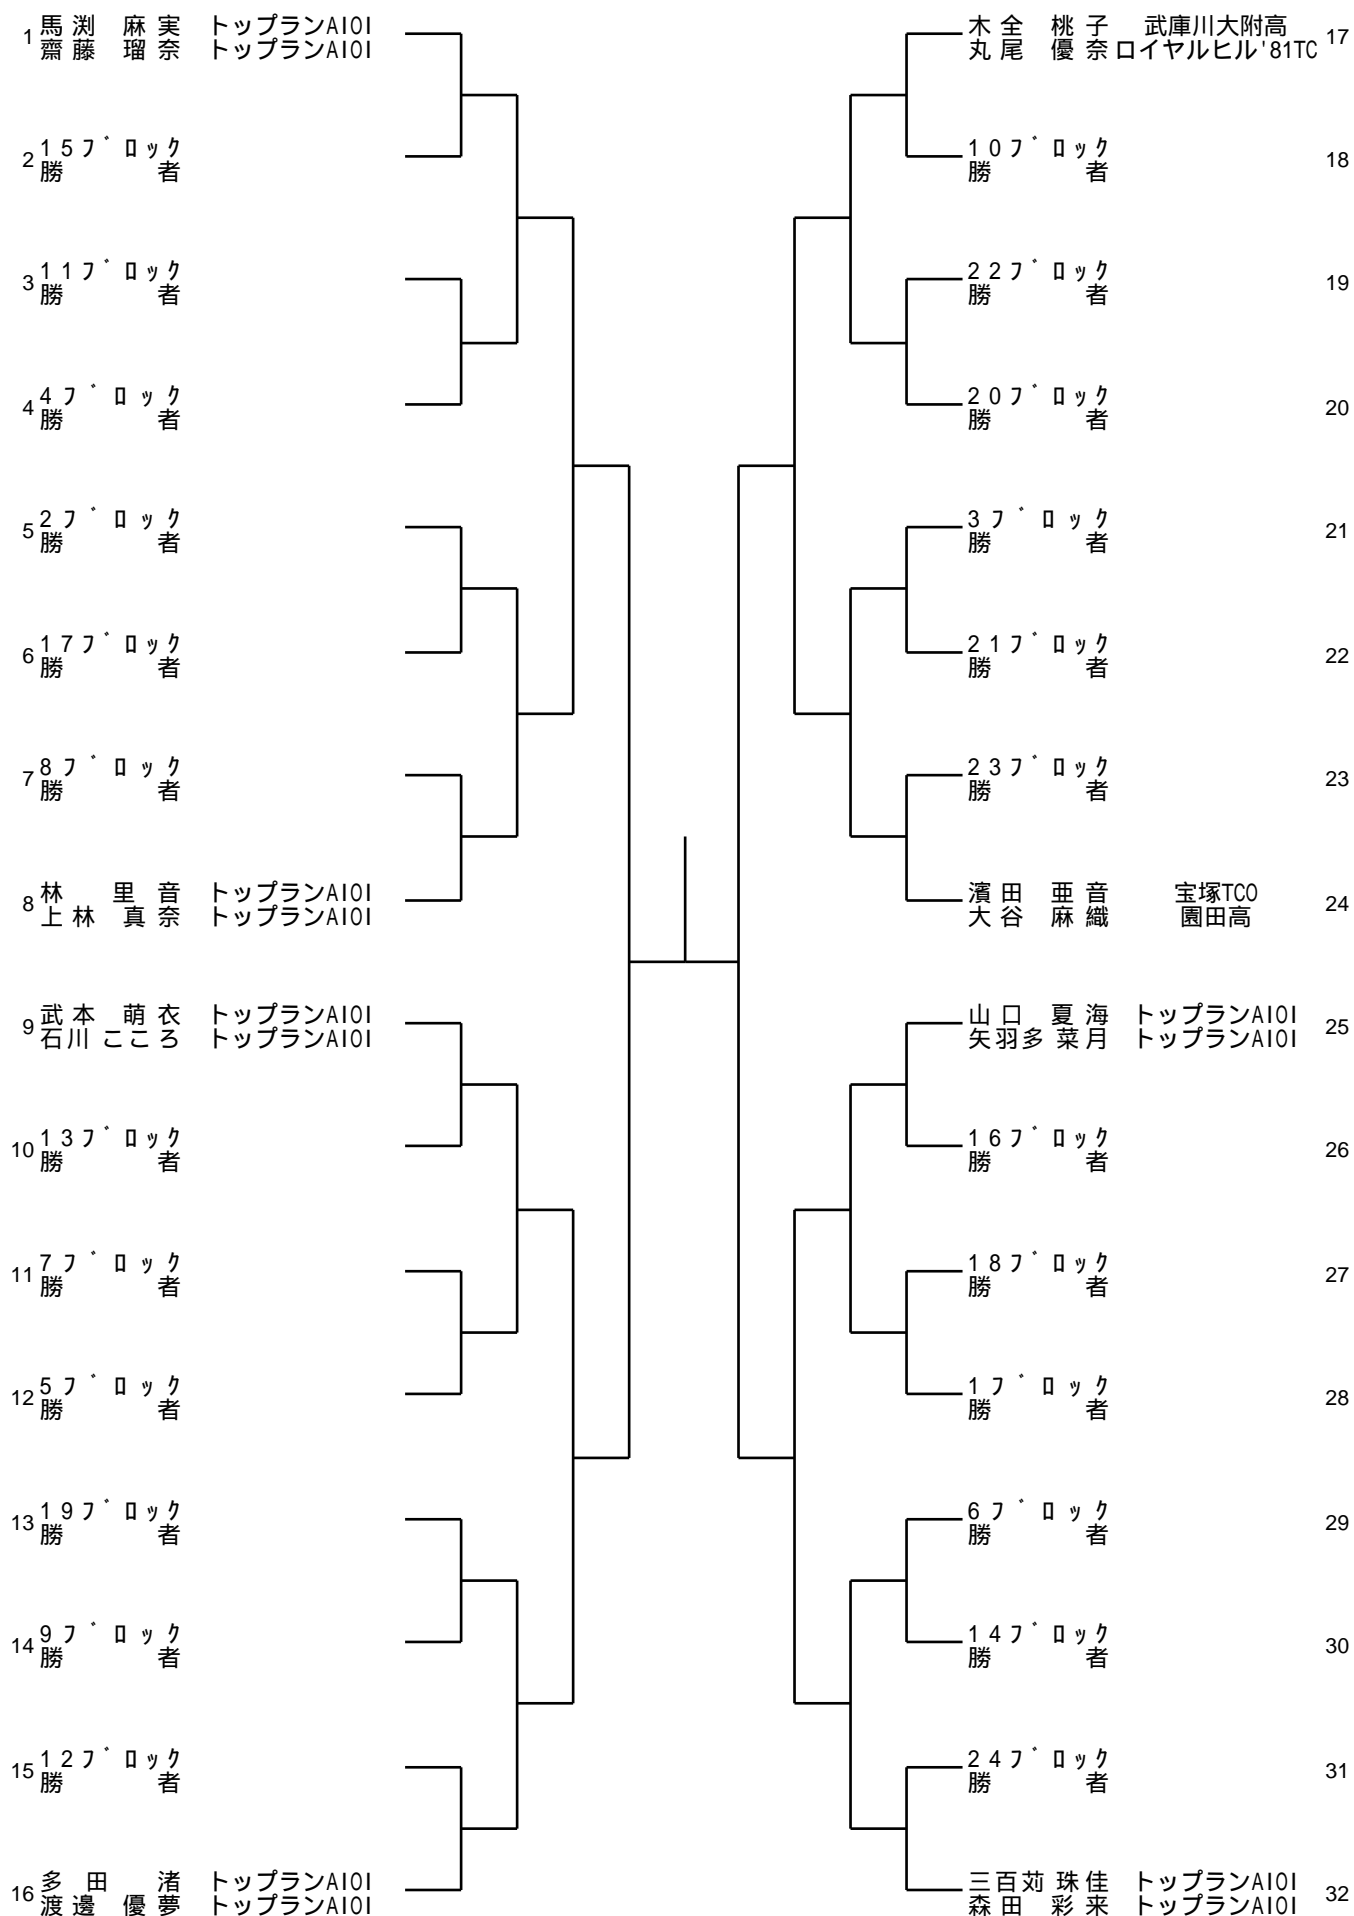 1 馬渕 麻実 トップランAIOI
齋藤 瑠奈 トップランAIOI
2 15ﾌﾞﾛｯｸ
勝者
3 11ﾌﾞﾛｯｸ
勝者
4 4ﾌﾞﾛｯｸ
勝者
5 2ﾌﾞﾛｯｸ
勝者
6 17ﾌﾞﾛｯｸ
勝者
7 8ﾌﾞﾛｯｸ
勝者
8 林 里音 トップランAIOI
上林 真奈 トップランAIOI
9 武本 萌衣 トップランAIOI
石川 こころ トップランAIOI
10 13ﾌﾞﾛｯｸ
勝者
11 7ﾌﾞﾛｯｸ
勝者
12 5ﾌﾞﾛｯｸ
勝者
13 19ﾌﾞﾛｯｸ
勝者
14 9ﾌﾞﾛｯｸ
勝者
15 12ﾌﾞﾛｯｸ
勝者
16 多田 渚 トップランAIOI
渡邊 優夢 トップランAIOI
木全 桃子 武庫川大附高 17
丸尾 優奈 ロイヤルヒル'81TC
10ﾌﾞﾛｯｸ 18
勝者
22ﾌﾞﾛｯｸ 19
勝者
20ﾌﾞﾛｯｸ 20
勝者
3ﾌﾞﾛｯｸ 21
勝者
21ﾌﾞﾛｯｸ 22
勝者
23ﾌﾞﾛｯｸ 23
勝者
濱田 亜音 宝塚TCO 24
大谷 麻織 園田高
山口 夏海 トップランAIOI 25
矢羽多 菜月 トップランAIOI
16ﾌﾞﾛｯｸ 26
勝者
18ﾌﾞﾛｯｸ 27
勝者
1ﾌﾞﾛｯｸ 28
勝者
6ﾌﾞﾛｯｸ 29
勝者
14ﾌﾞﾛｯｸ 30
勝者
24ﾌﾞﾛｯｸ 31
勝者
三百苅 珠佳 トップランAIOI 32
森田 彩来 トップランAIOI